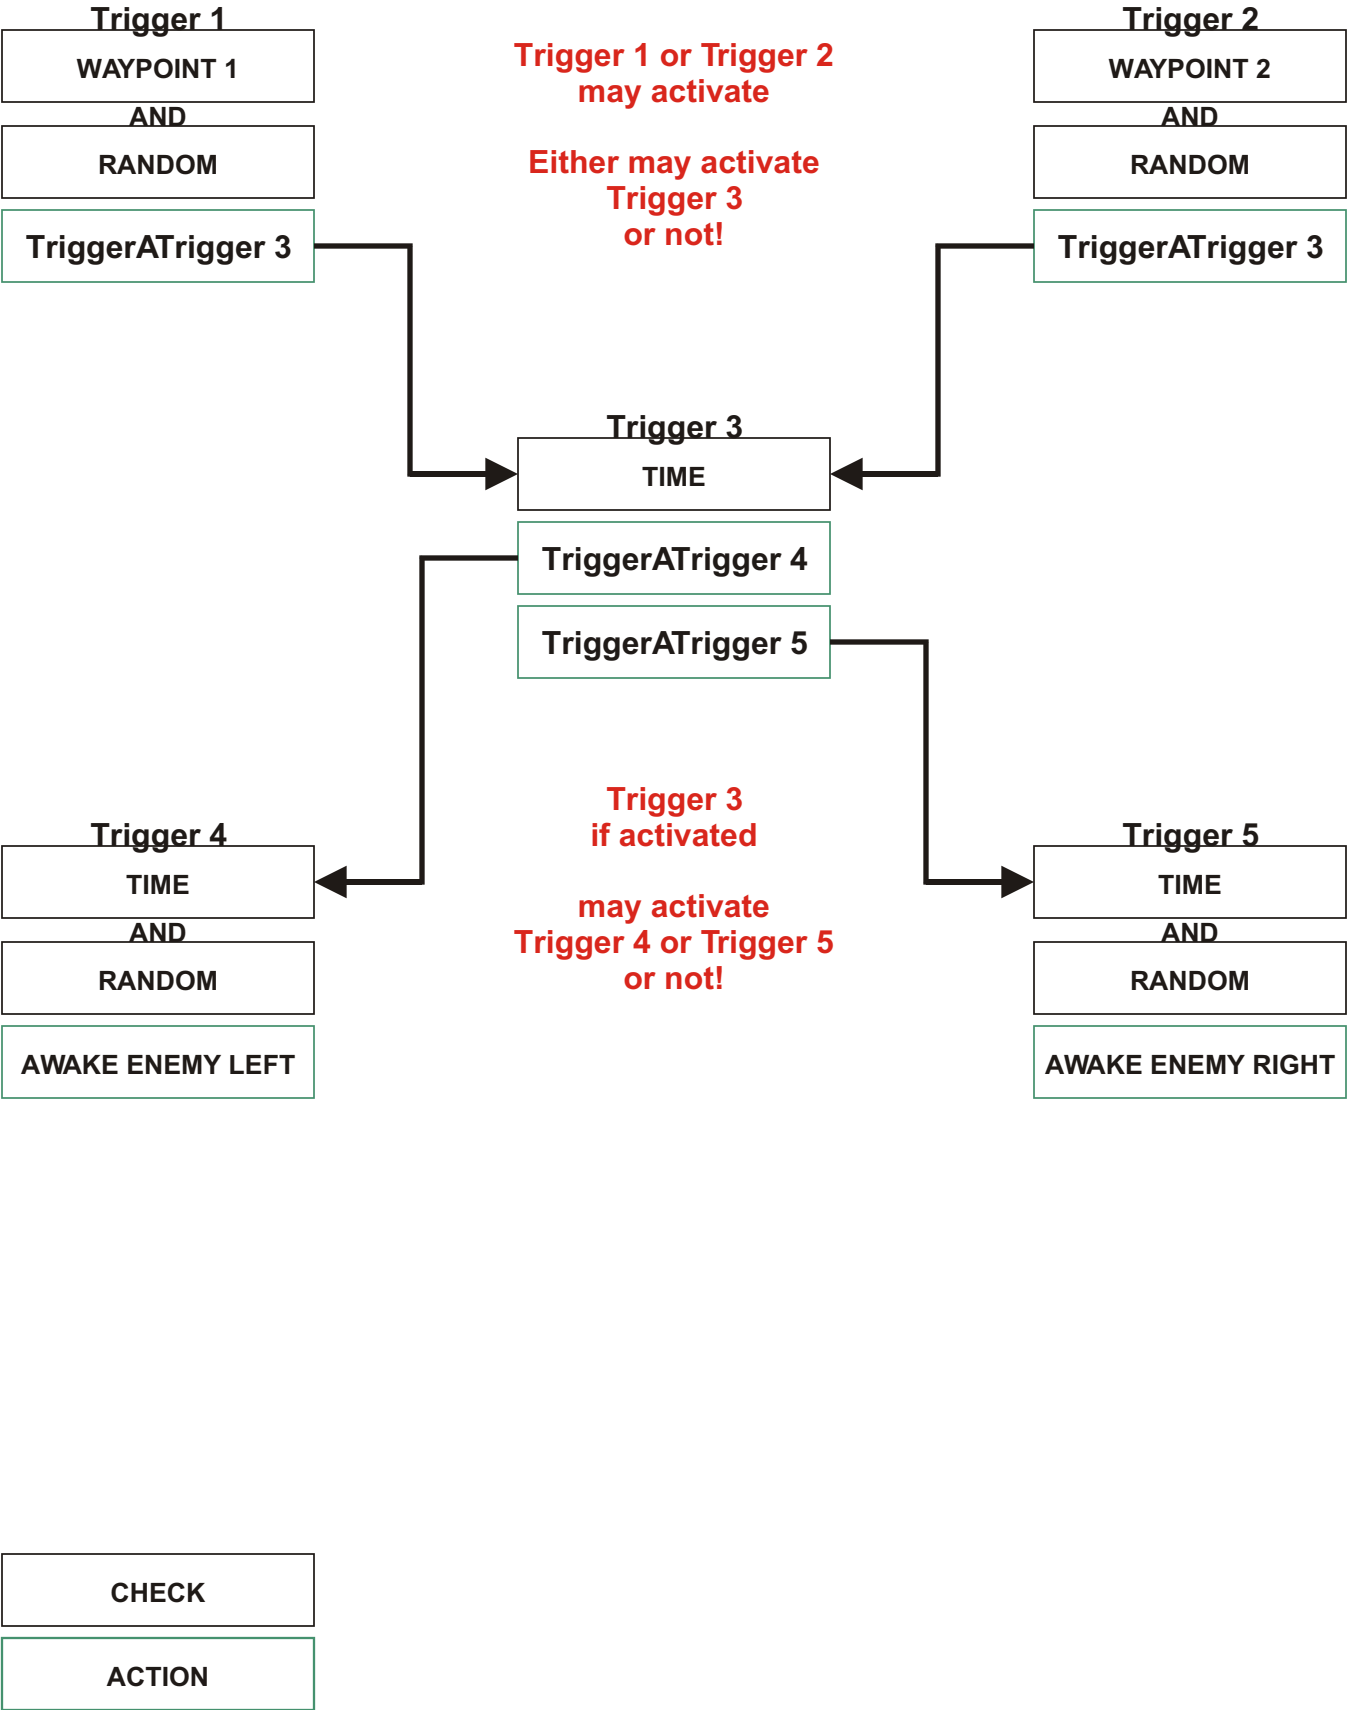 Trigger 1
WAYPOINT 1
AND
RANDOM
TriggerATrigger 3
Trigger 1 or Trigger 2
may activate
Either may activate
Trigger 3
or not!
Trigger 2
WAYPOINT 2
AND
RANDOM
TriggerATrigger 3
Trigger 3
TIME
TriggerATrigger 4
TriggerATrigger 5
Trigger 4
TIME
AND
RANDOM
AWAKE ENEMY LEFT
Trigger 3
if activated
may activate
Trigger 4 or Trigger 5
or not!
Trigger 5
TIME
AND
RANDOM
AWAKE ENEMY RIGHT
CHECK
ACTION